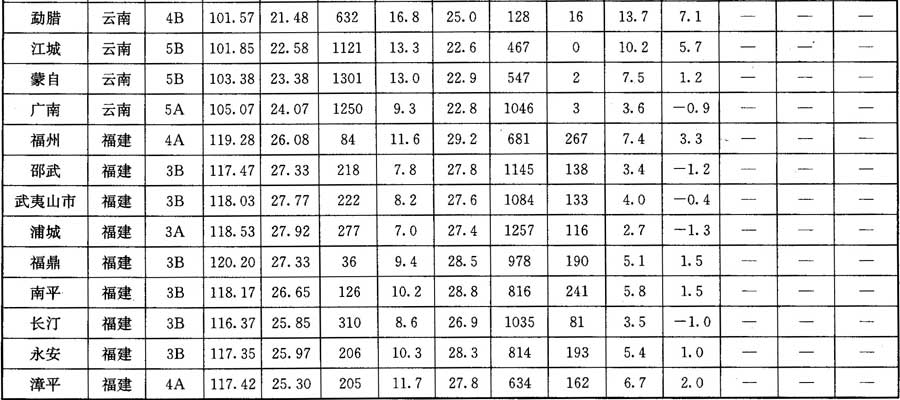 勐腊 云南 4B 101.57 21.48 632 16.8 25.0 128 16 13.7 7.1 — — —
江城 云南 5B 101.85 22.58 1121 13.3 22.6 467 0 10.2 5.7 — — —
蒙自 云南 5B 103.38 23.38 1301 13.0 22.9 547 2 7.5 1.2 — — —
广南 云南 5A 105.07 24.07 1250 9.3 22.8 1046 3 3.6 -0.9 — — —
福州 福建 4A 119.28 26.08 84 11.6 29.2 681 267 7.4 3.3 — — —
邵武 福建 3B 117.47 27.33 218 7.8 27.8 1145 138 3.4 -1.2 — — —
武夷山市 福建 3B 118.03 27.77 222 8.2 27.6 1084 133 4.0 -0.4 — — —
浦城 福建 3A 118.53 27.92 277 7.0 27.4 1257 116 2.7 -1.3 — — —
福鼎 福建 3B 120.20 27.33 36 9.4 28.5 978 190 5.1 1.5 — — —
南平 福建 3B 118.17 26.65 126 10.2 28.8 816 241 5.8 1.5 — — —
长汀 福建 3B 116.37 25.85 310 8.6 26.9 1035 81 3.5 -1.0 — — —
永安 福建 3B 117.35 25.97 206 10.3 28.3 814 193 5.4 1.0 — — —
漳平 福建 4A 117.42 25.30 205 11.7 27.8 634 162 6.7 2.0 — — —